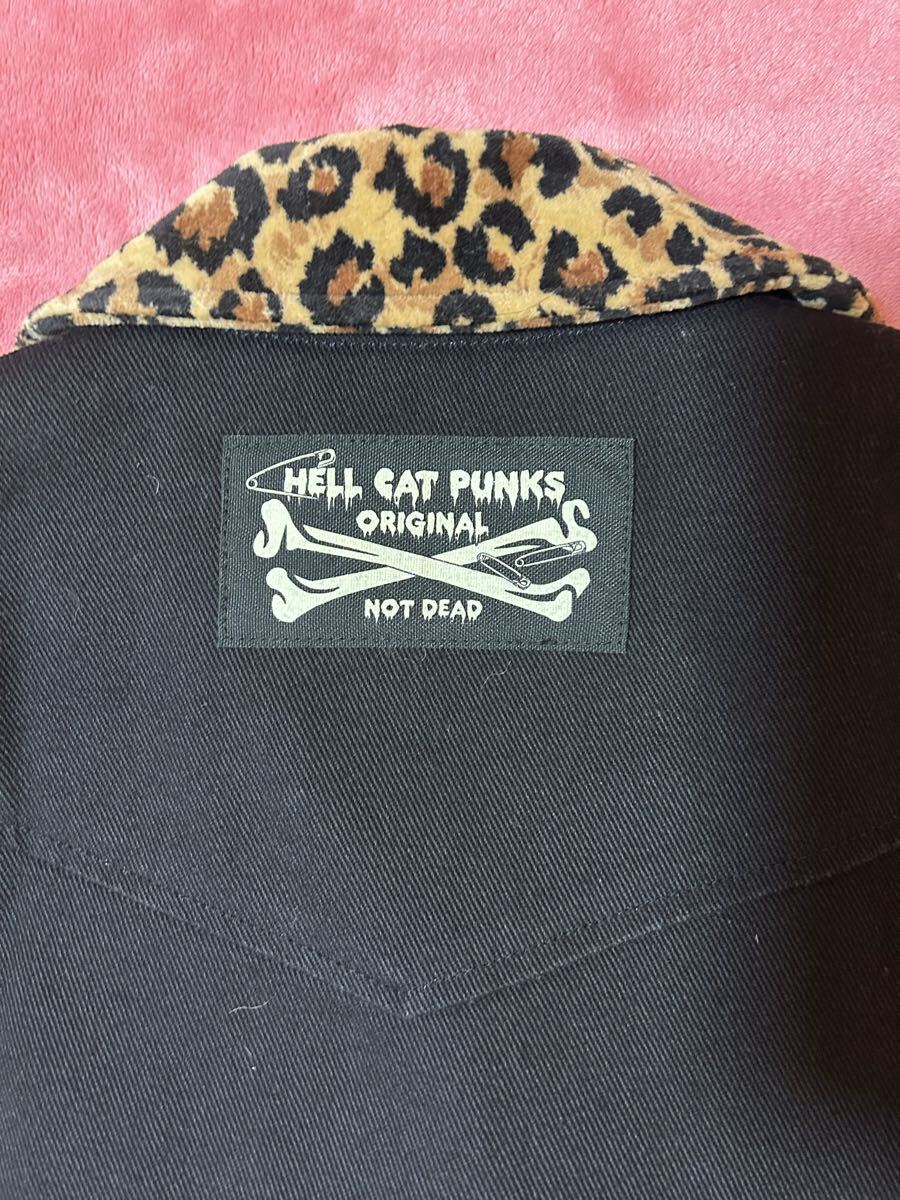 HELL CAT PUNKS
ORIGINAL
NOT DEAD